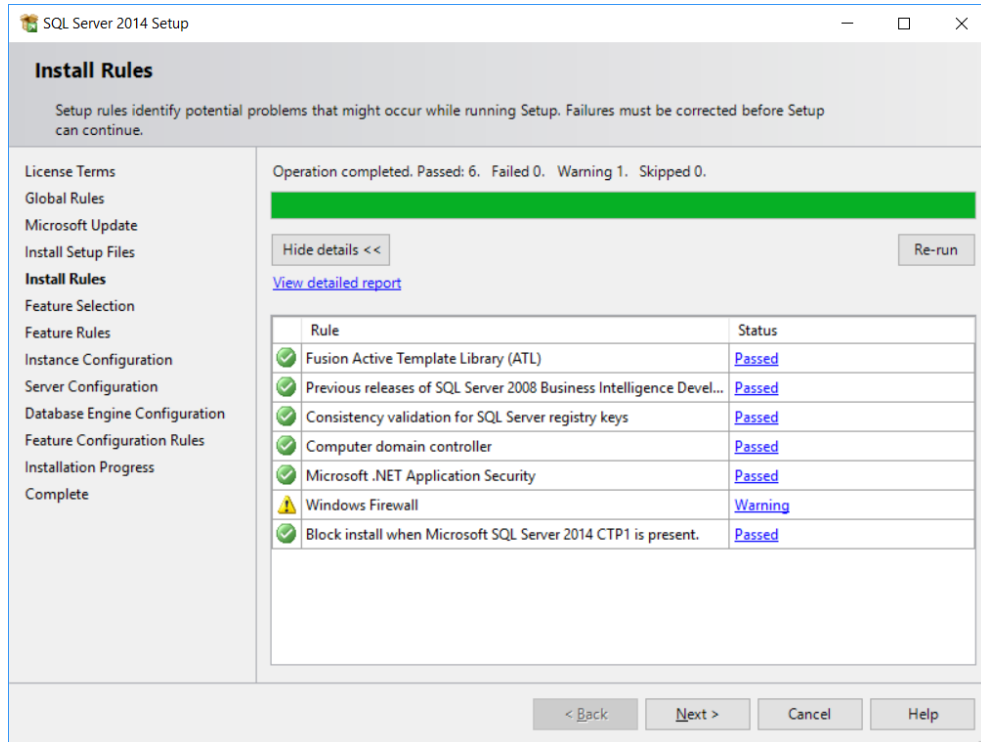 SQL Server 2014 Setup
Install Rules
Setup rules identify potential problems that might occur while running Setup. Failures must be corrected before Setup
can continue.
License Terms
Global Rules
Microsoft Update
Install Setup Files
Install Rules
Feature Selection
Feature Rules
Instance Configuration
Server Configuration
Database Engine Configuration
Feature Configuration Rules
Installation Progress
Complete
Operation completed. Passed: 6.   Failed 0.   Warning 1.   Skipped 0.
Hide details <<
Re-run
View detailed report
Rule Status
Fusion Active Template Library (ATL) Passed
Previous releases of SQL Server 2008 Business Intelligence Devel... Passed
Consistency validation for SQL Server registry keys Passed
Computer domain controller Passed
Microsoft .NET Application Security Passed
Windows Firewall Warning
Block install when Microsoft SQL Server 2014 CTP1 is present. Passed
< Back Next > Cancel Help